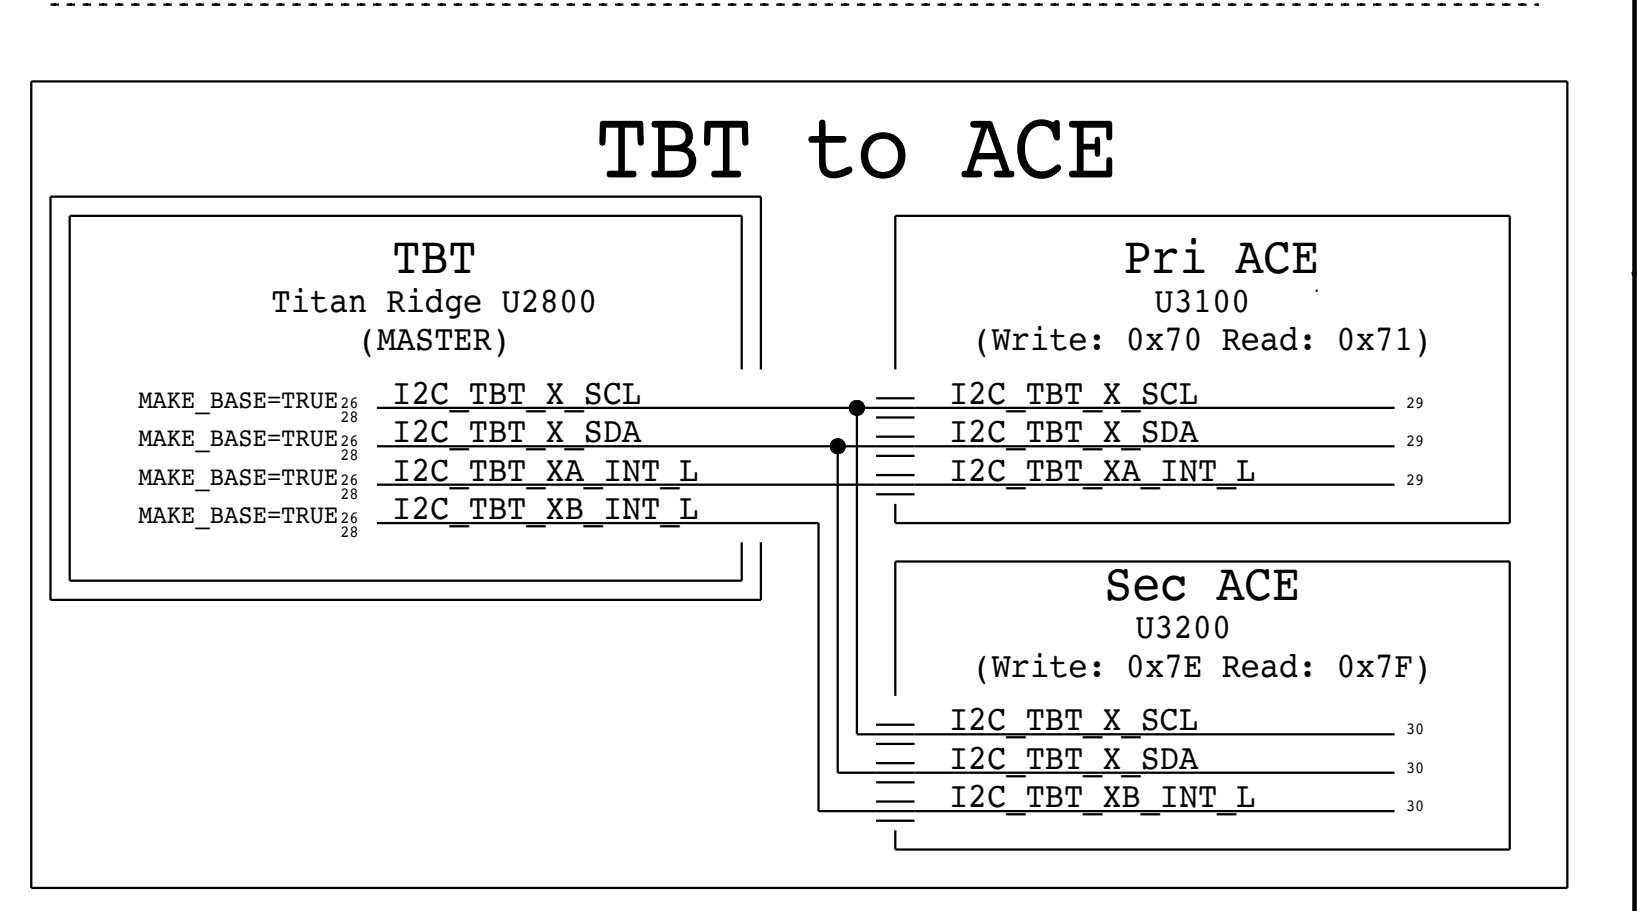 TBT to ACE
TBT
Titan Ridge U2800
(MASTER)
MAKE_BASE=TRUE 26 28 I2C_TBT_X_SCL
MAKE_BASE=TRUE 26 28 I2C_TBT_X_SDA
MAKE_BASE=TRUE 26 28 I2C_TBT_XA_INT_L
MAKE_BASE=TRUE 26 28 I2C_TBT_XB_INT_L
Pri ACE
U3100
(Write: 0x70 Read: 0x71)
I2C_TBT_X_SCL 29
I2C_TBT_X_SDA 29
I2C_TBT_XA_INT_L 29
Sec ACE
U3200
(Write: 0x7E Read: 0x7F)
I2C_TBT_X_SCL 30
I2C_TBT_X_SDA 30
I2C_TBT_XB_INT_L 30